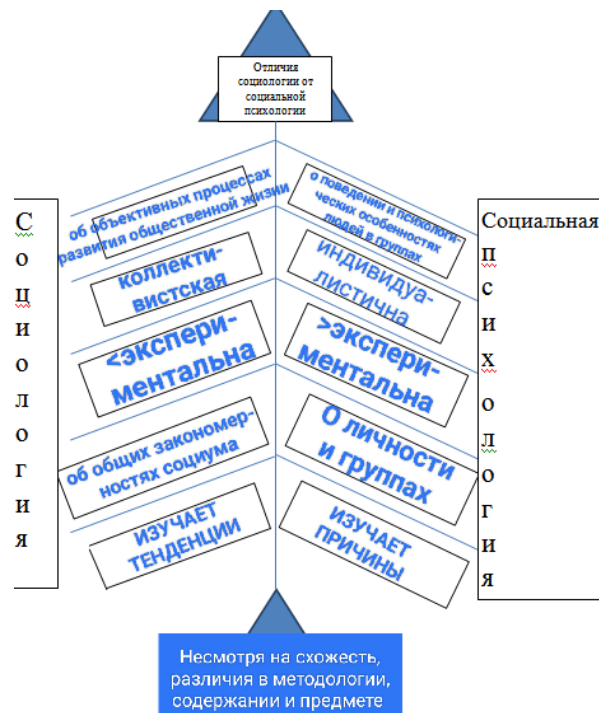 Отличия
социологии от
социальной
психологии
Социология
об объективных процессах
развития общественной жизни
коллекти-
вистская
<экспери-
ментальна
об общих закономер-
ностях социума
ИЗУЧАЕТ
ТЕНДЕНЦИИ
о поведении и психологи-
ческих особенностях
людей в группах
индивидуа-
листична
>экспери-
ментальна
О личности
и группах
ИЗУЧАЕТ
ПРИЧИНЫ
Социальная
психология
Несмотря на схожесть,
различия в методологии,
содержании и предмете